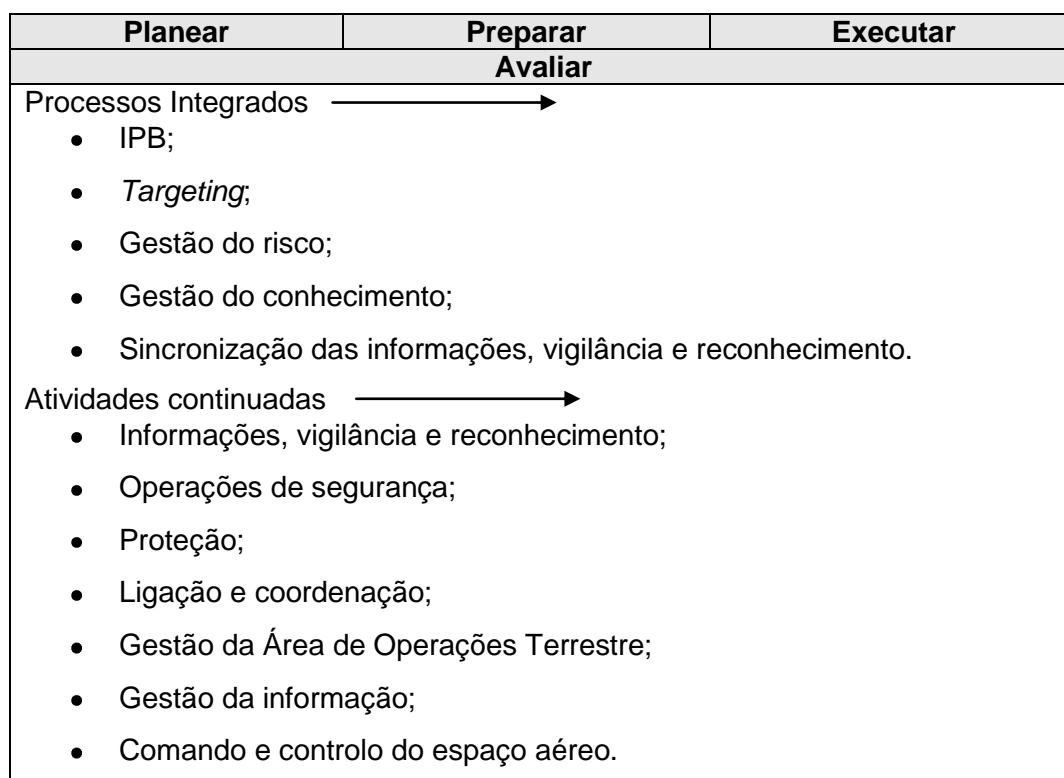 Planear Preparar Executar
Avaliar
Processos Integrados
• IPB;
• Targeting;
• Gestão do risco;
• Gestão do conhecimento;
• Sincronização das informações, vigilância e reconhecimento.
Atividades continuadas
• Informações, vigilância e reconhecimento;
• Operações de segurança;
• Proteção;
• Ligação e coordenação;
• Gestão da Área de Operações Terrestre;
• Gestão da informação;
• Comando e controlo do espaço aéreo.